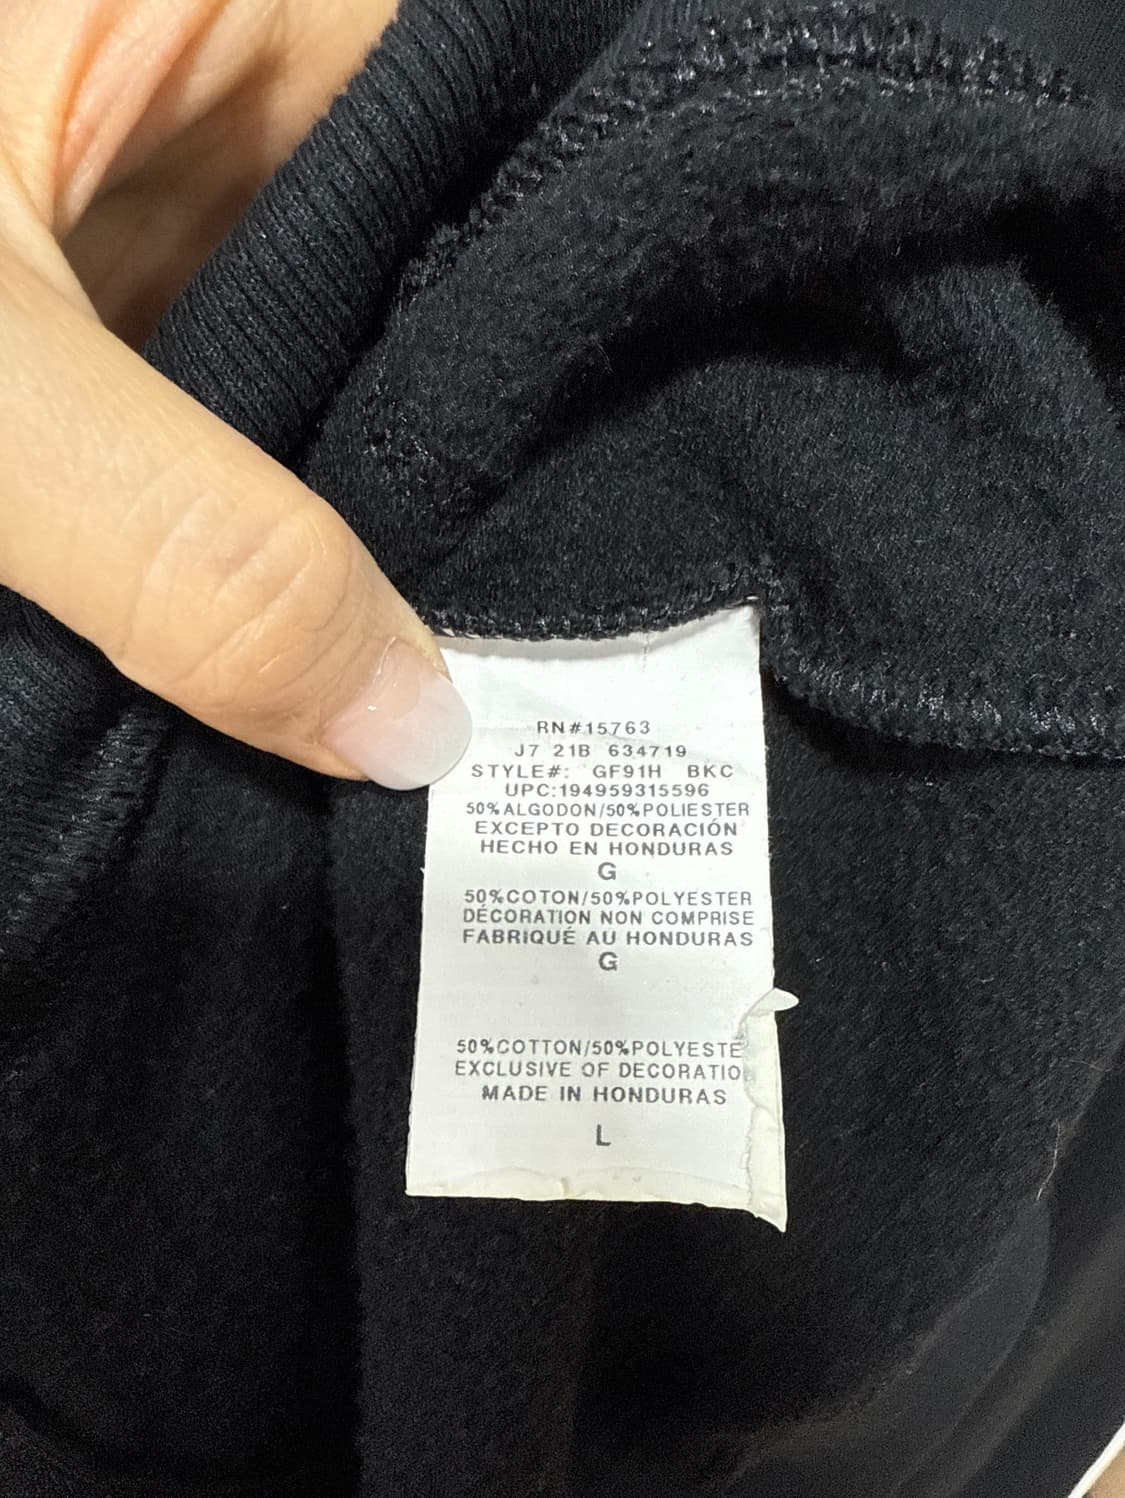 RN#15763
J7 21B 634719
STYLE#: GF91H BKC
UPC:194959315596
50%ALGODON/50%POLIESTER
EXCEPTO DECORACIÓN
HECHO EN HONDURAS
G
50%COTON/50%POLYESTER
DÉCORATION NON COMPRISE
FABRIQUÉ AU HONDURAS
G
50%COTTON/50%POLYESTE
EXCLUSIVE OF DECORATIO
MADE IN HONDURAS
L